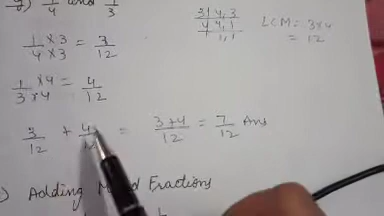 g) 1/4 and 1/3
3 | 4, 3
4 | 4, 1
1, 1
LCM = 3×4
= 12
1/4 ×3/×3 = 3/12
1/3 ×4/×4 = 4/12
3/12 + 4/12 = 3+4/12 = 7/12 Ans
) Adding Mixed Fractions